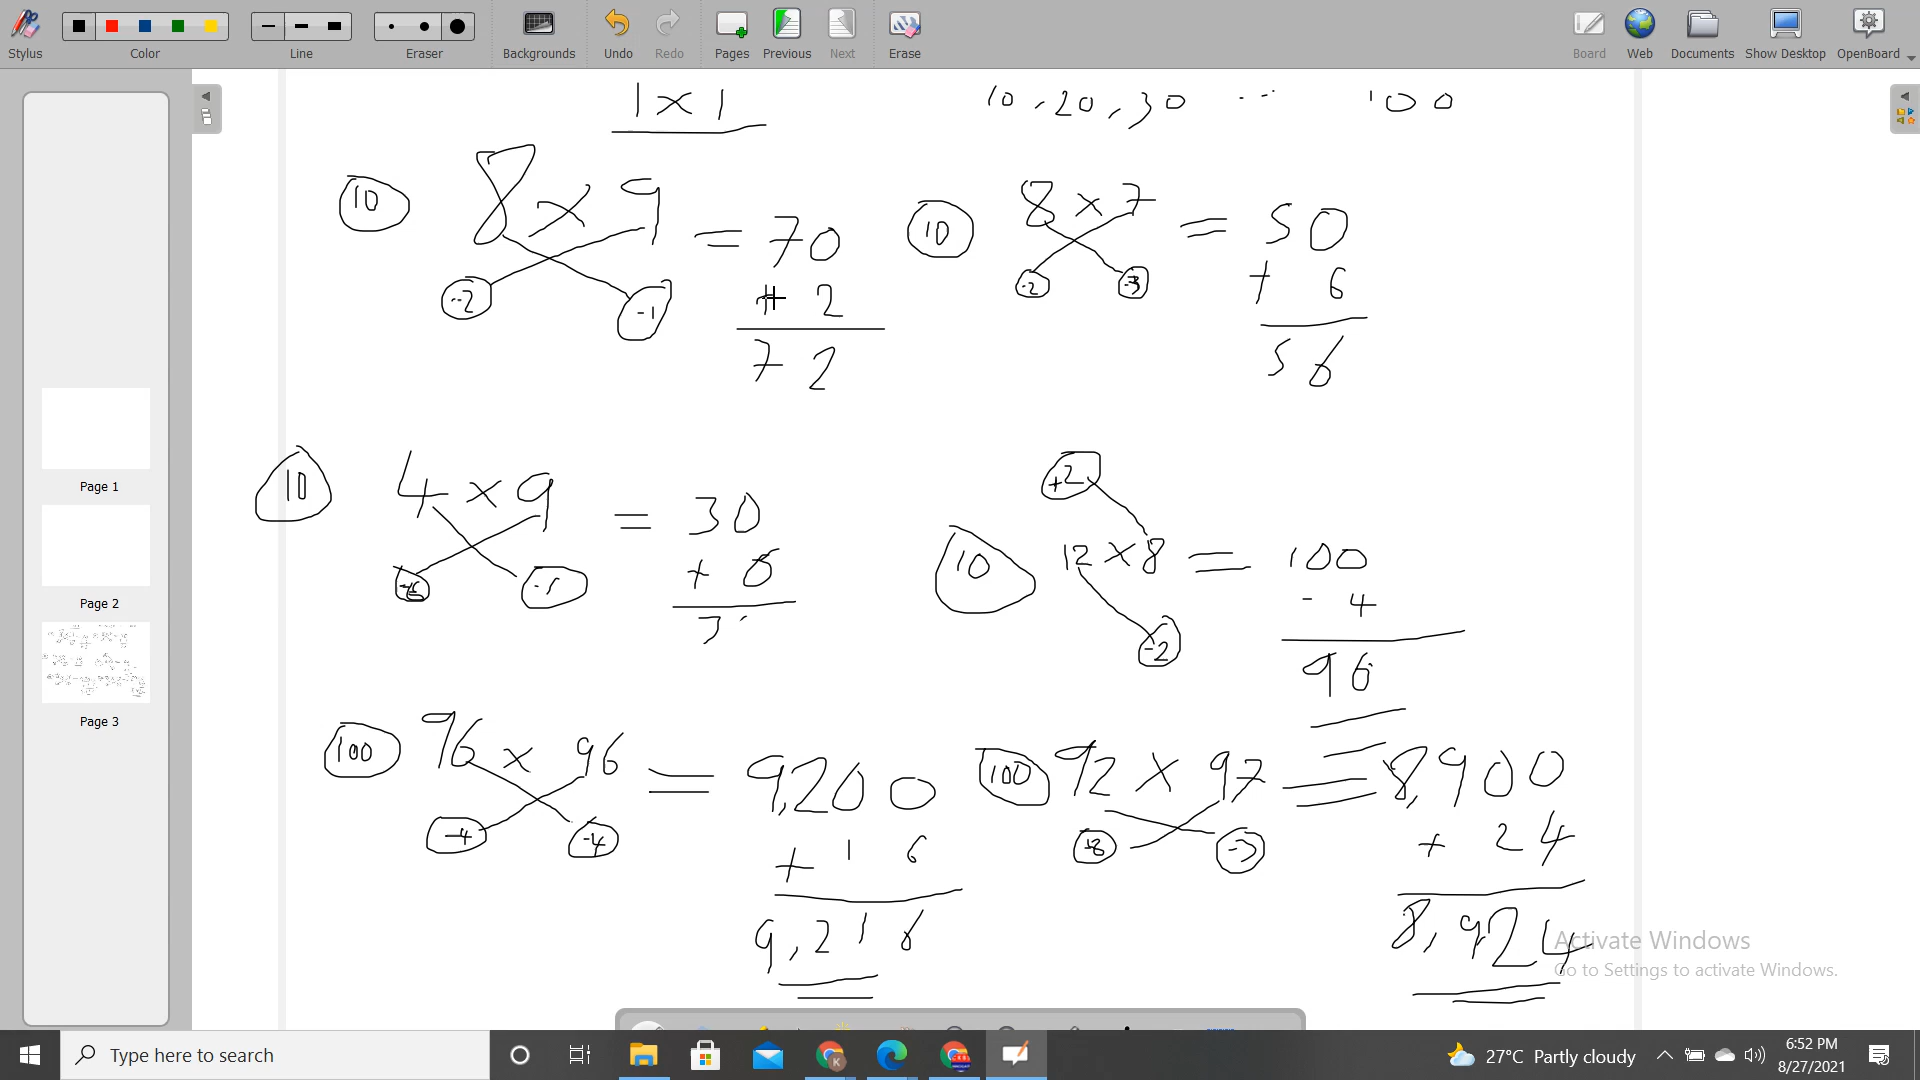 Stylus
Color
Line
Eraser
Backgrounds
Undo
Redo
Pages
Previous
Next
Erase
Board
Web
Documents
Show Desktop
OpenBoard
Page 1
Page 2
Page 3
1 x 1
10, 20, 30 ... 100
10
8 x 9 = 70
-2 -1
+ 2
72
10
8 x 7 = 50
-2 -3
+ 6
56
10
4 x 9 = 30
-1
+ 6
+2
10
12 x 8 = 100
-2
- 4
96
100
96 x 96 = 9,200
-4 -4
+ 16
9,216
100
92 x 97 = 8,900
-8 -3
+ 24
8,924
Activate Windows
Go to Settings to activate Windows.
Type here to search
27°C Partly cloudy
6:52 PM
8/27/2021